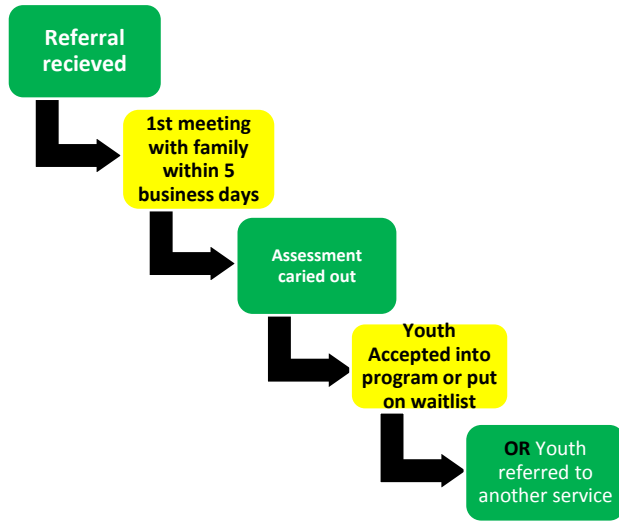 Referral
recieved
1st meeting
with family
within 5
business days
Assessment
caried out
Youth
Accepted into
program or put
on waitlist
OR Youth
referred to
another service